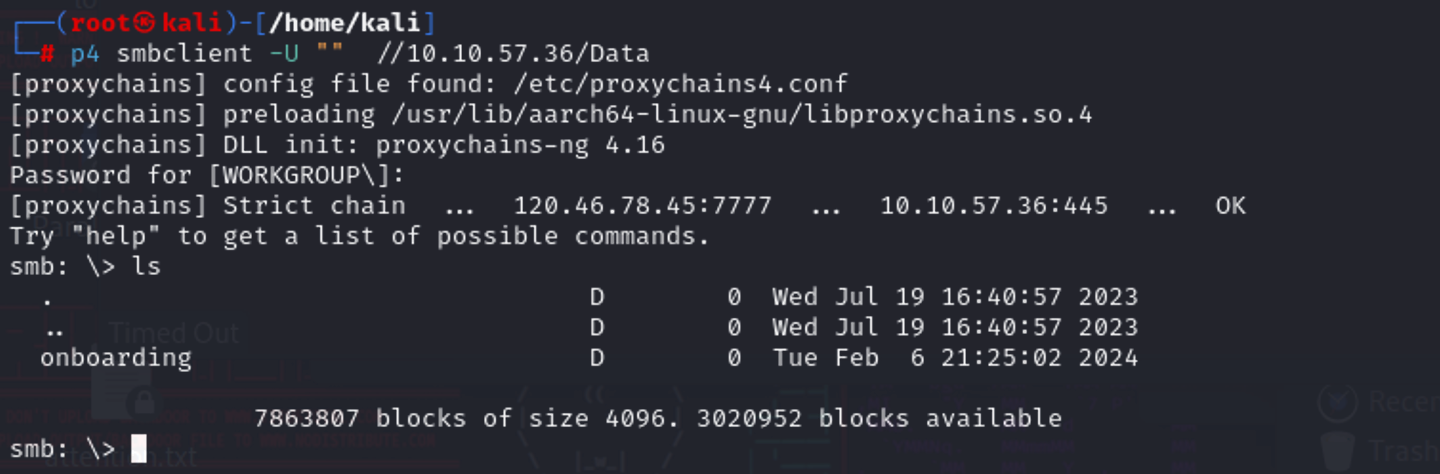 ┌──(root㉿kali)-[/home/kali]
└─# p4 smbclient -U ""  //10.10.57.36/Data
[proxychains] config file found: /etc/proxychains4.conf
[proxychains] preloading /usr/lib/aarch64-linux-gnu/libproxychains.so.4
[proxychains] DLL init: proxychains-ng 4.16
Password for [WORKGROUP\]:
[proxychains] Strict chain  ...  120.46.78.45:7777  ...  10.10.57.36:445  ...  OK
Try "help" to get a list of possible commands.
smb: \> ls
  .                                   D        0  Wed Jul 19 16:40:57 2023
  ..                                  D        0  Wed Jul 19 16:40:57 2023
Timed Out
  onboarding                          D        0  Tue Feb  6 21:25:02 2024
                7863807 blocks of size 4096. 3020952 blocks available
smb: \>
attention.txt
Trash